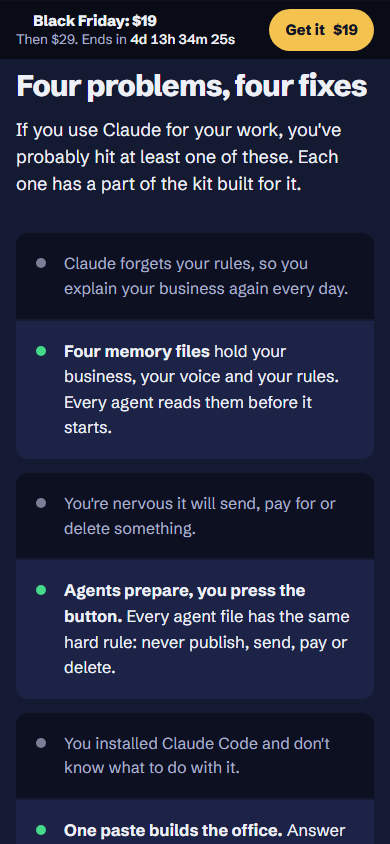 Black Friday: $19
Then $29. Ends in 4d 13h 34m 25s
Get it $19
Four problems, four fixes
If you use Claude for your work, you've
probably hit at least one of these. Each
one has a part of the kit built for it.
Claude forgets your rules, so you
explain your business again every day.
Four memory files hold your
business, your voice and your rules.
Every agent reads them before it
starts.
You're nervous it will send, pay for or
delete something.
Agents prepare, you press the
button. Every agent file has the same
hard rule: never publish, send, pay or
delete.
You installed Claude Code and don't
know what to do with it.
One paste builds the office. Answer